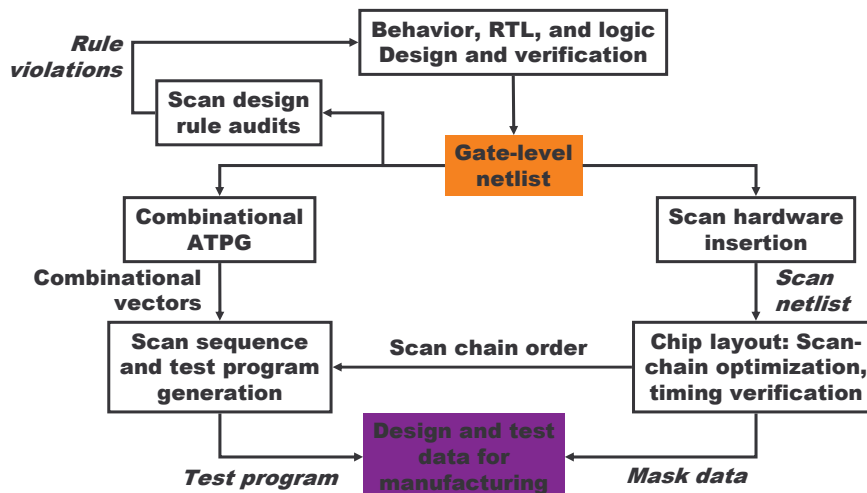 Behavior, RTL, and logic
Design and verification
Rule
violations
Scan design
rule audits
Gate-level
netlist
Combinational
ATPG
Scan hardware
insertion
Combinational
vectors
Scan
netlist
Scan sequence
and test program
generation
Scan chain order
Chip layout: Scan-
chain optimization,
timing verification
Design and test
data for
manufacturing
Test program
Mask data